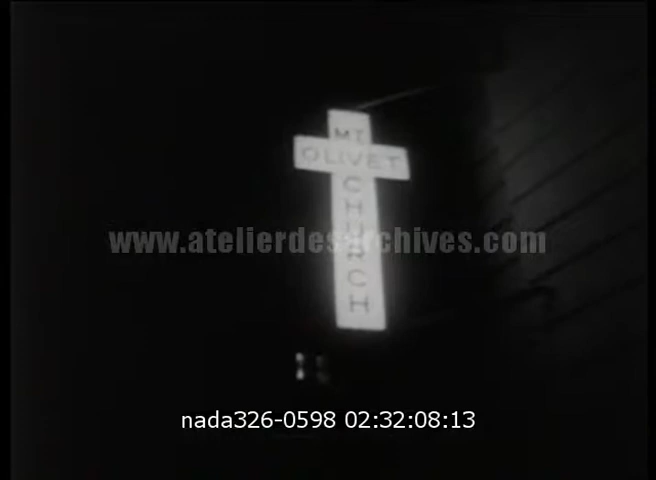 MT.
OLIVET
CHURCH
www.atelierdesarchives.com
nada326-0598 02:32:08:13